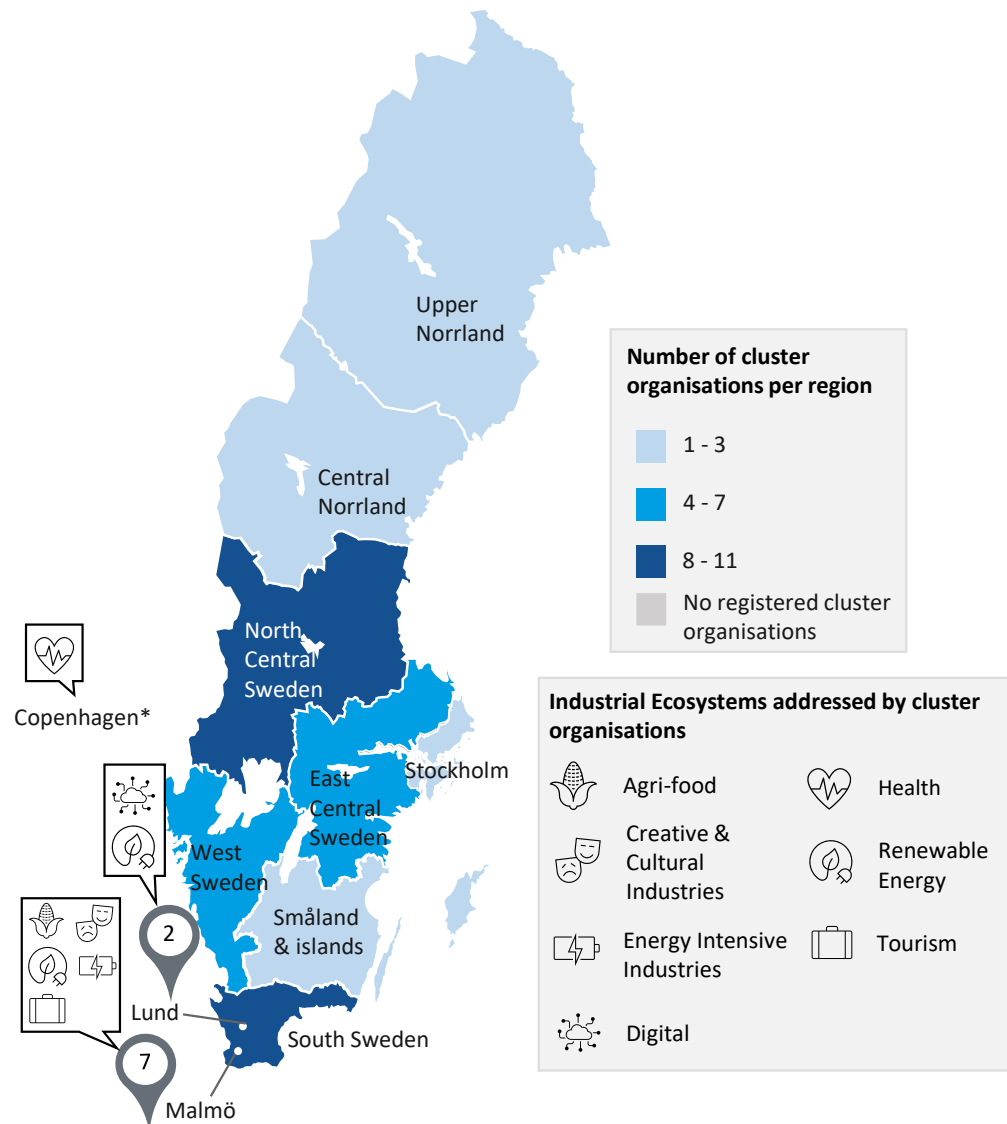 Upper
Norrland
Number of cluster
organisations per region
1 - 3
4 - 7
8 - 11
No registered cluster
organisations
Central
Norrland
North
Central
Sweden
Copenhagen*
Industrial Ecosystems addressed by cluster
organisations
Agri-food
Health
Creative &
Cultural
Industries
Renewable
Energy
Energy Intensive
Industries
Tourism
Digital
Stockholm
East
Central
Sweden
West
Sweden
Småland
& islands
2
Lund
South Sweden
7
Malmö